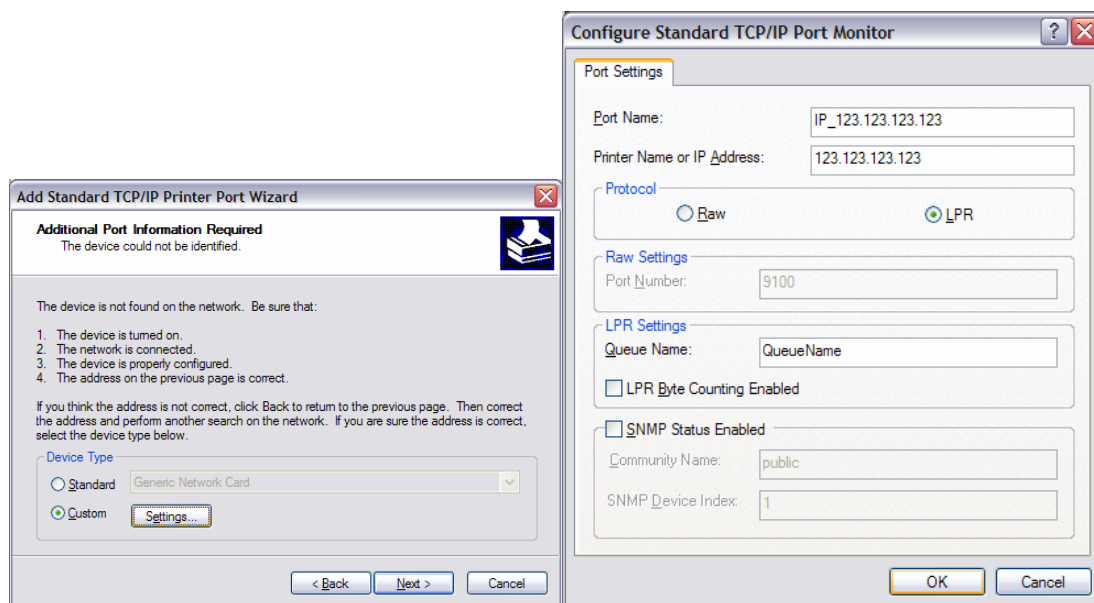 Add Standard TCP/IP Printer Port Wizard
Additional Port Information Required
The device could not be identified.
The device is not found on the network. Be sure that:
1. The device is turned on.
2. The network is connected.
3. The device is properly configured.
4. The address on the previous page is correct.
If you think the address is not correct, click Back to return to the previous page. Then correct
the address and perform another search on the network. If you are sure the address is correct,
select the device type below.
Device Type
Standard Generic Network Card
Custom Settings...
< Back Next > Cancel
Configure Standard TCP/IP Port Monitor
Port Settings
Port Name: IP_123.123.123.123
Printer Name or IP Address: 123.123.123.123
Protocol
Raw LPR
Raw Settings
Port Number: 9100
LPR Settings
Queue Name: QueueName
LPR Byte Counting Enabled
SNMP Status Enabled
Community Name: public
SNMP Device Index: 1
OK Cancel